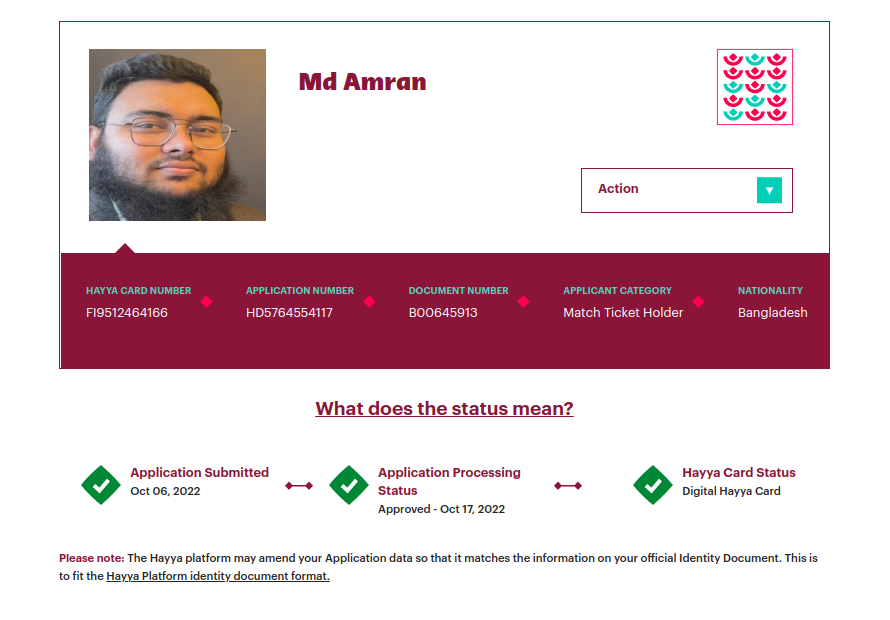 Md Amran
Action
HAYYA CARD NUMBER
FI9512464166
APPLICATION NUMBER
HD5764554117
DOCUMENT NUMBER
B00645913
APPLICANT CATEGORY
Match Ticket Holder
NATIONALITY
Bangladesh
What does the status mean?
Application Submitted
Oct 06, 2022
Application Processing
Status
Approved - Oct 17, 2022
Hayya Card Status
Digital Hayya Card
Please note: The Hayya platform may amend your Application data so that it matches the information on your official Identity Document. This is
to fit the Hayya Platform identity document format.